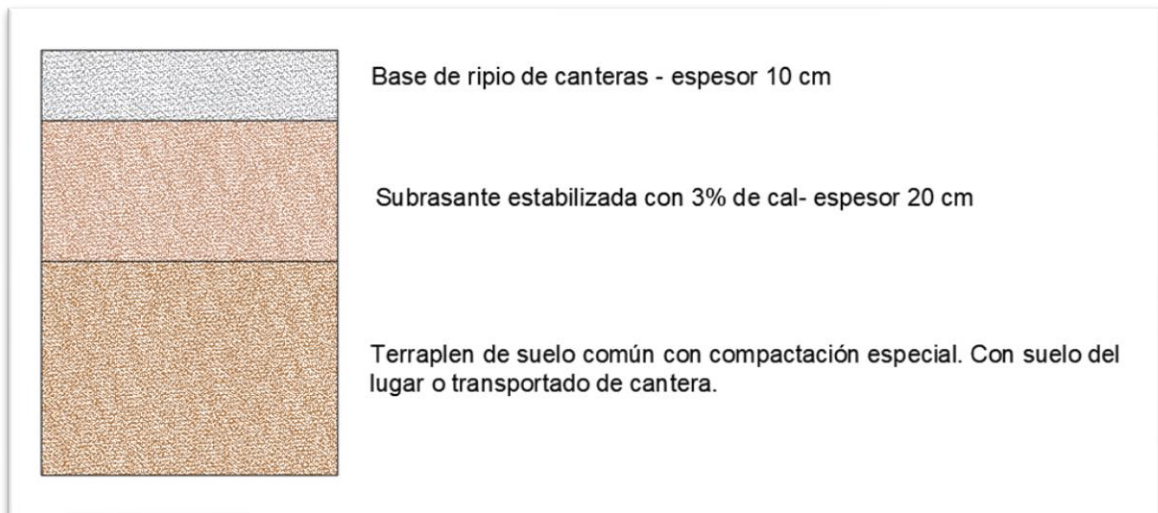 Base de ripio de canteras - espesor 10 cm
Subrasante estabilizada con 3% de cal- espesor 20 cm
Terraplen de suelo común con compactación especial. Con suelo del
lugar o transportado de cantera.